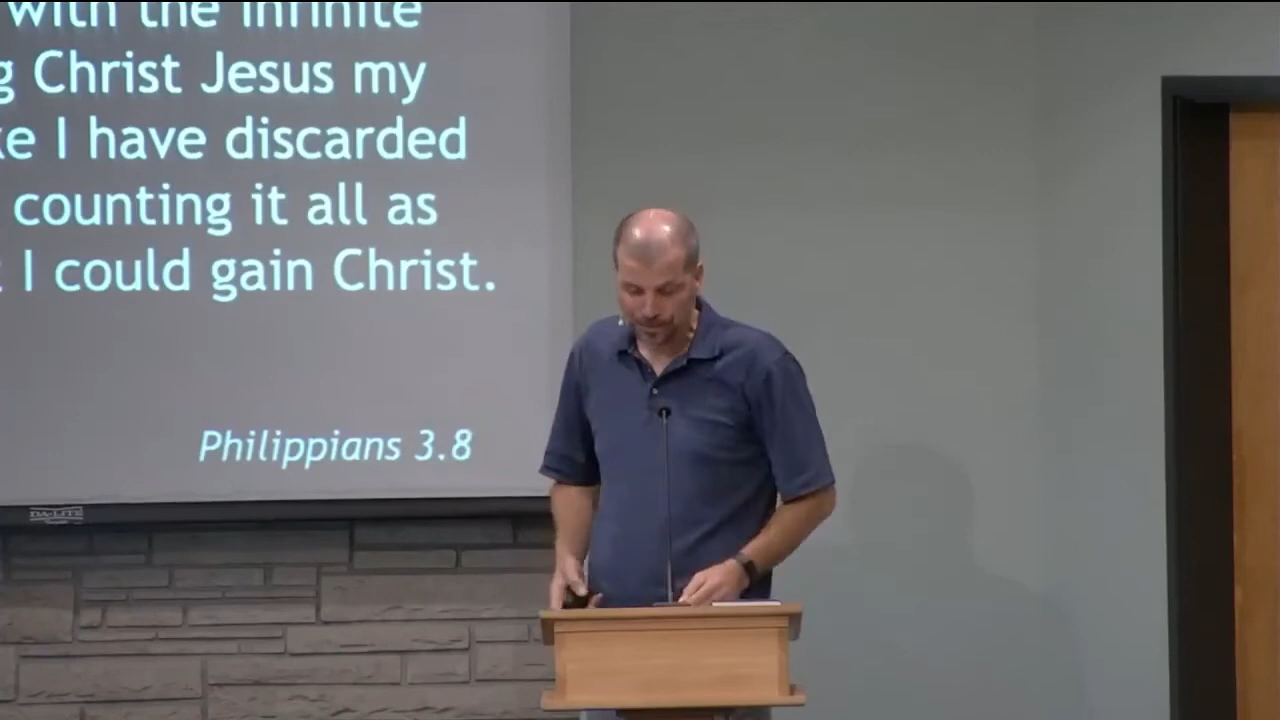 with the infinite
g Christ Jesus my
ke I have discarded
counting it all as
I could gain Christ.
Philippians 3.8
DA-LITE